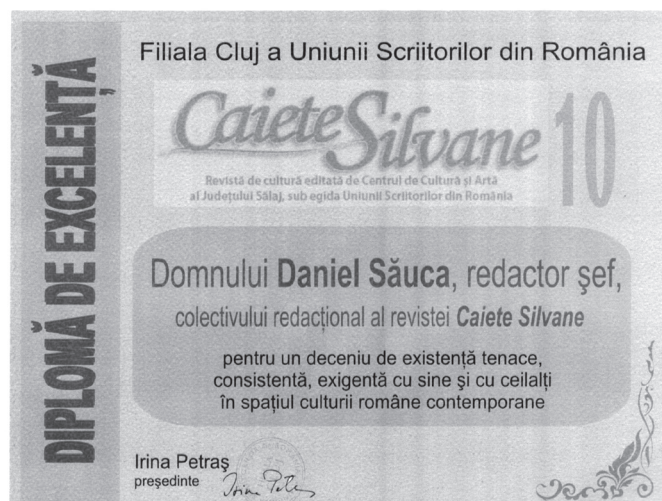 DIPLOMĂ DE EXCELENȚĂ
Filiala Cluj a Uniunii Scriitorilor din România
Caiete Silvane 10
Revistă de cultură editată de Centrul de Cultură și Artă
al Județului Sălaj, sub egida Uniunii Scriitorilor din România
Domnului Daniel Săuca, redactor şef,
colectivului redacțional al revistei Caiete Silvane
pentru un deceniu de existență tenace,
consistentă, exigentă cu sine şi cu ceilalți
în spațiul culturii române contemporane
Irina Petraş
preşedinte